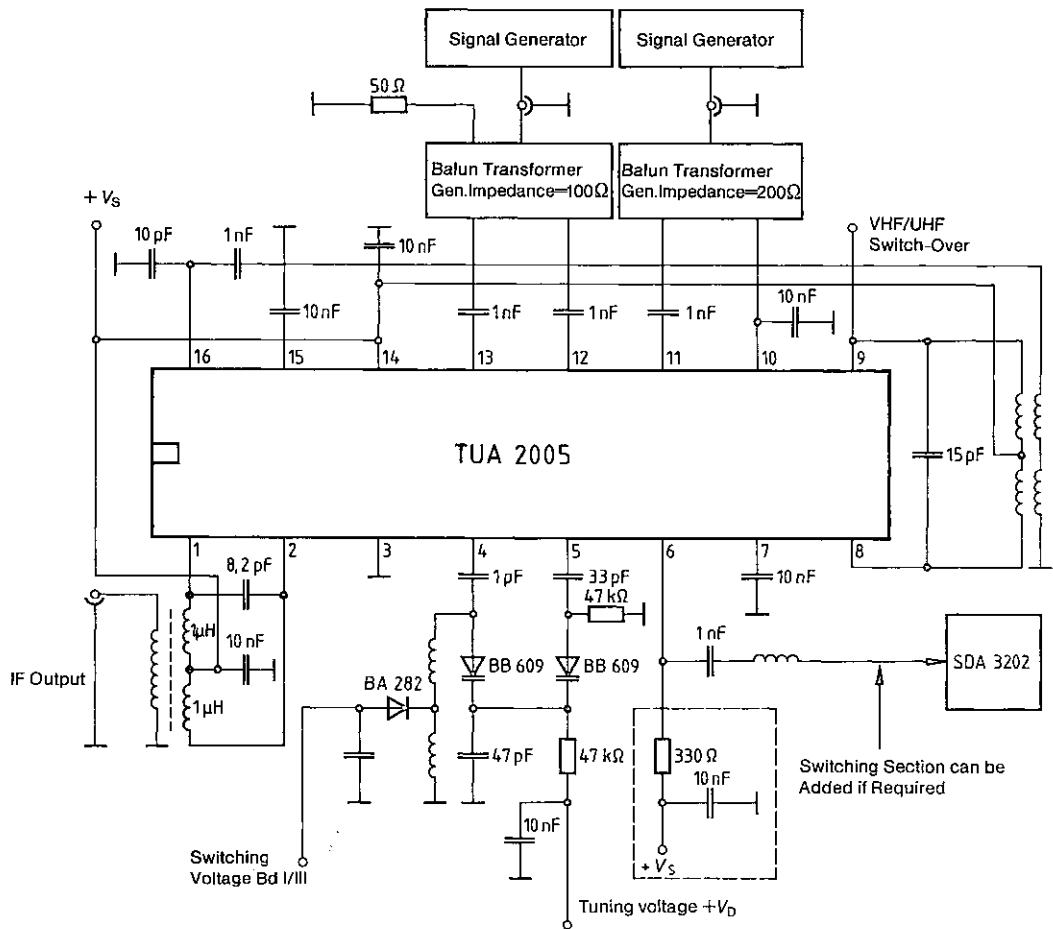 Signal Generator
Signal Generator
50 Ω
Balun Transformer
Gen.Impedance=100Ω
Balun Transformer
Gen.Impedance=200Ω
+ VS
VHF/UHF
Switch-Over
10 pF
1 nF
10 nF
10 nF
1 nF
1 nF
1 nF
10 nF
16
15
14
13
12
11
10
9
TUA 2005
15 pF
1
2
3
4
5
6
7
8
8,2 pF
1 pF
33 pF
47 kΩ
10 nF
1 nF
1μH
10 nF
BB 609
BB 609
SDA 3202
IF Output
BA 282
1 μH
47 pF
47 kΩ
330 Ω
10 nF
Switching Section can be
Added if Required
10 nF
Switching
Voltage Bd I/III
+ VS
Tuning voltage +VD